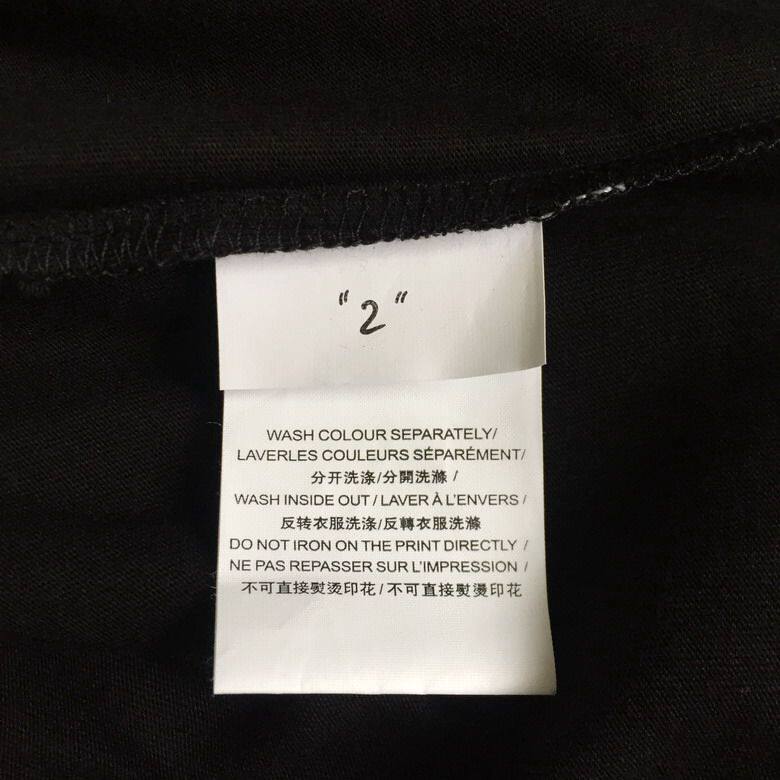 "2"
WASH COLOUR SEPARATELY/
LAVERLES COULEURS SÉPARÉMENT/
分开洗涤/分開洗滌 /
WASH INSIDE OUT / LAVER À L'ENVERS /
反转衣服洗涤/反轉衣服洗滌
DO NOT IRON ON THE PRINT DIRECTLY /
NE PAS REPASSER SUR L'IMPRESSION /
不可直接熨烫印花 / 不可直接熨燙印花